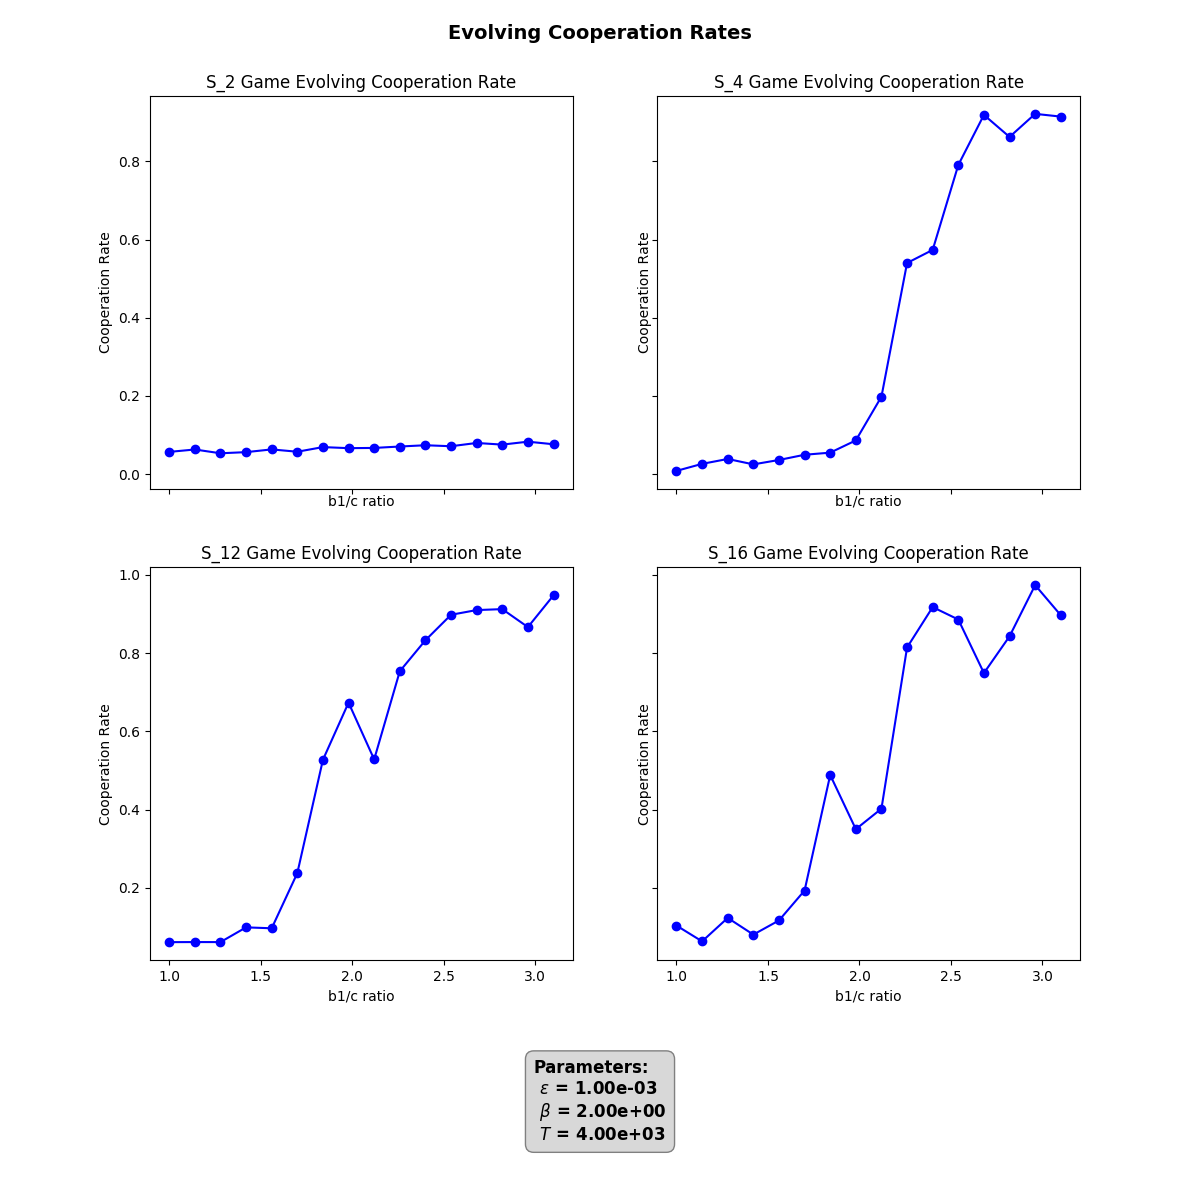 Evolving Cooperation Rates
S_2 Game Evolving Cooperation Rate
S_4 Game Evolving Cooperation Rate
Cooperation Rate
0.8
0.6
0.4
0.2
0.0
b1/c ratio
Cooperation Rate
b1/c ratio
S_12 Game Evolving Cooperation Rate
S_16 Game Evolving Cooperation Rate
Cooperation Rate
1.0
0.8
0.6
0.4
0.2
1.0 1.5 2.0 2.5 3.0
b1/c ratio
Cooperation Rate
1.0 1.5 2.0 2.5 3.0
b1/c ratio
Parameters:
ε = 1.00e-03
β = 2.00e+00
T = 4.00e+03